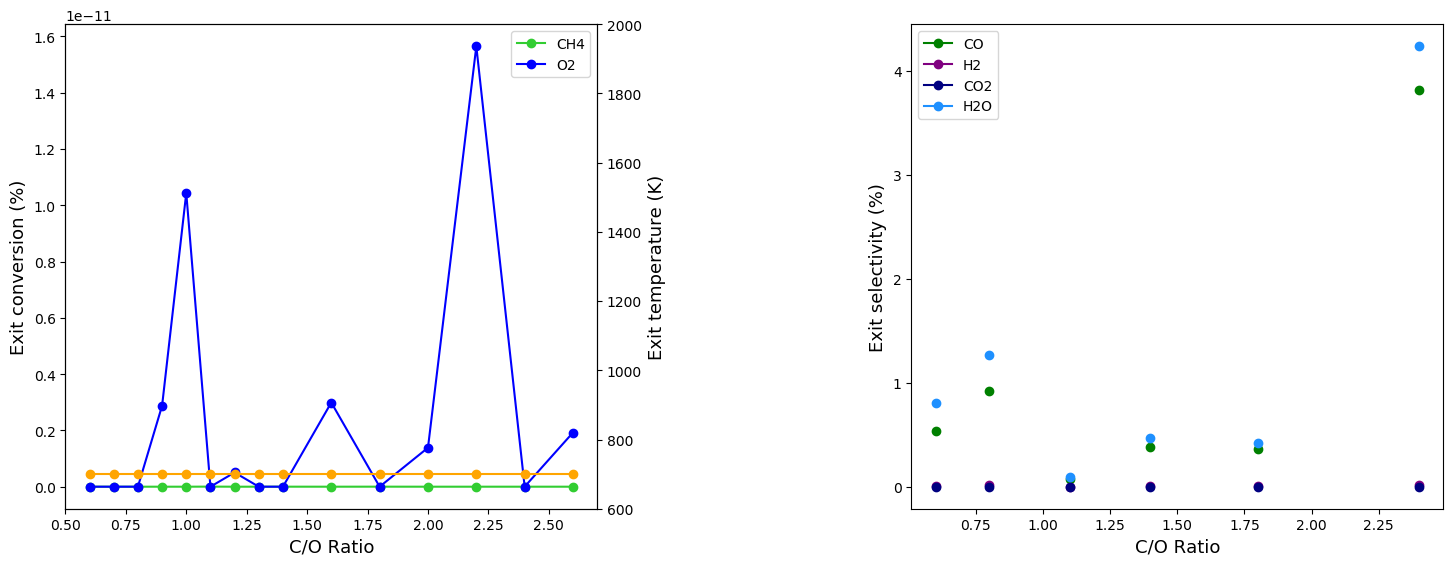 1e−11
Exit conversion (%)
1.6
1.4
1.2
1.0
0.8
0.6
0.4
0.2
0.0
0.50 0.75 1.00 1.25 1.50 1.75 2.00 2.25 2.50
C/O Ratio
CH4
O2
2000
1800
1600
1400
1200
1000
800
600
Exit temperature (K)
Exit selectivity (%)
4
3
2
1
0
CO
H2
CO2
H2O
0.75 1.00 1.25 1.50 1.75 2.00 2.25
C/O Ratio